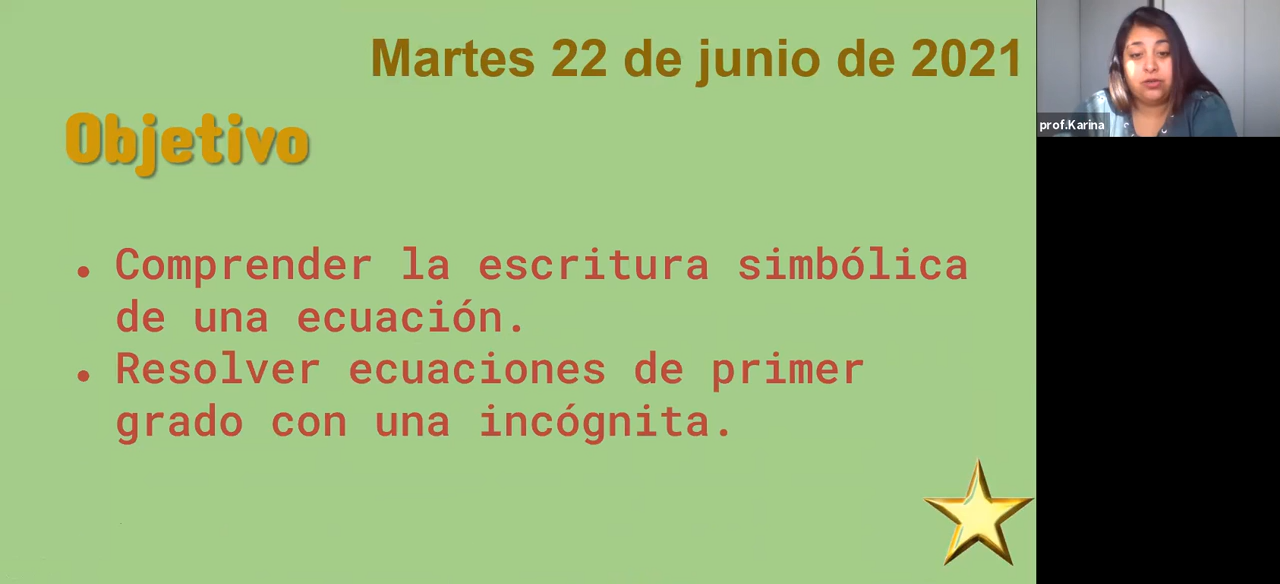 Martes 22 de junio de 2021
Objetivo
• Comprender la escritura simbólica
de una ecuación.
• Resolver ecuaciones de primer
grado con una incógnita.
prof.Karina